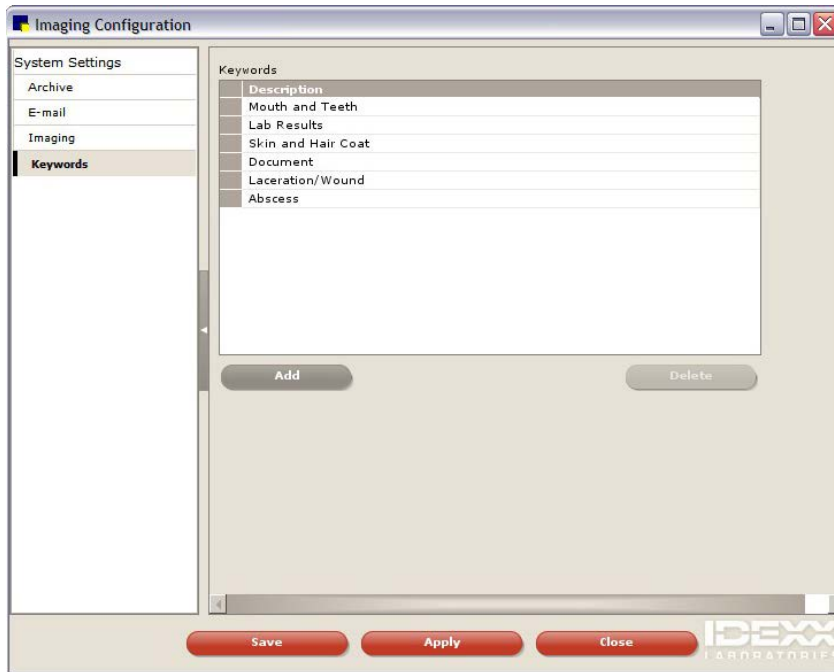 Imaging Configuration
System Settings
Archive
E-mail
Imaging
Keywords
Keywords
Description
Mouth and Teeth
Lab Results
Skin and Hair Coat
Document
Laceration/Wound
Abscess
Add
Delete
Save
Apply
Close
IDEXX
LABORATORIES